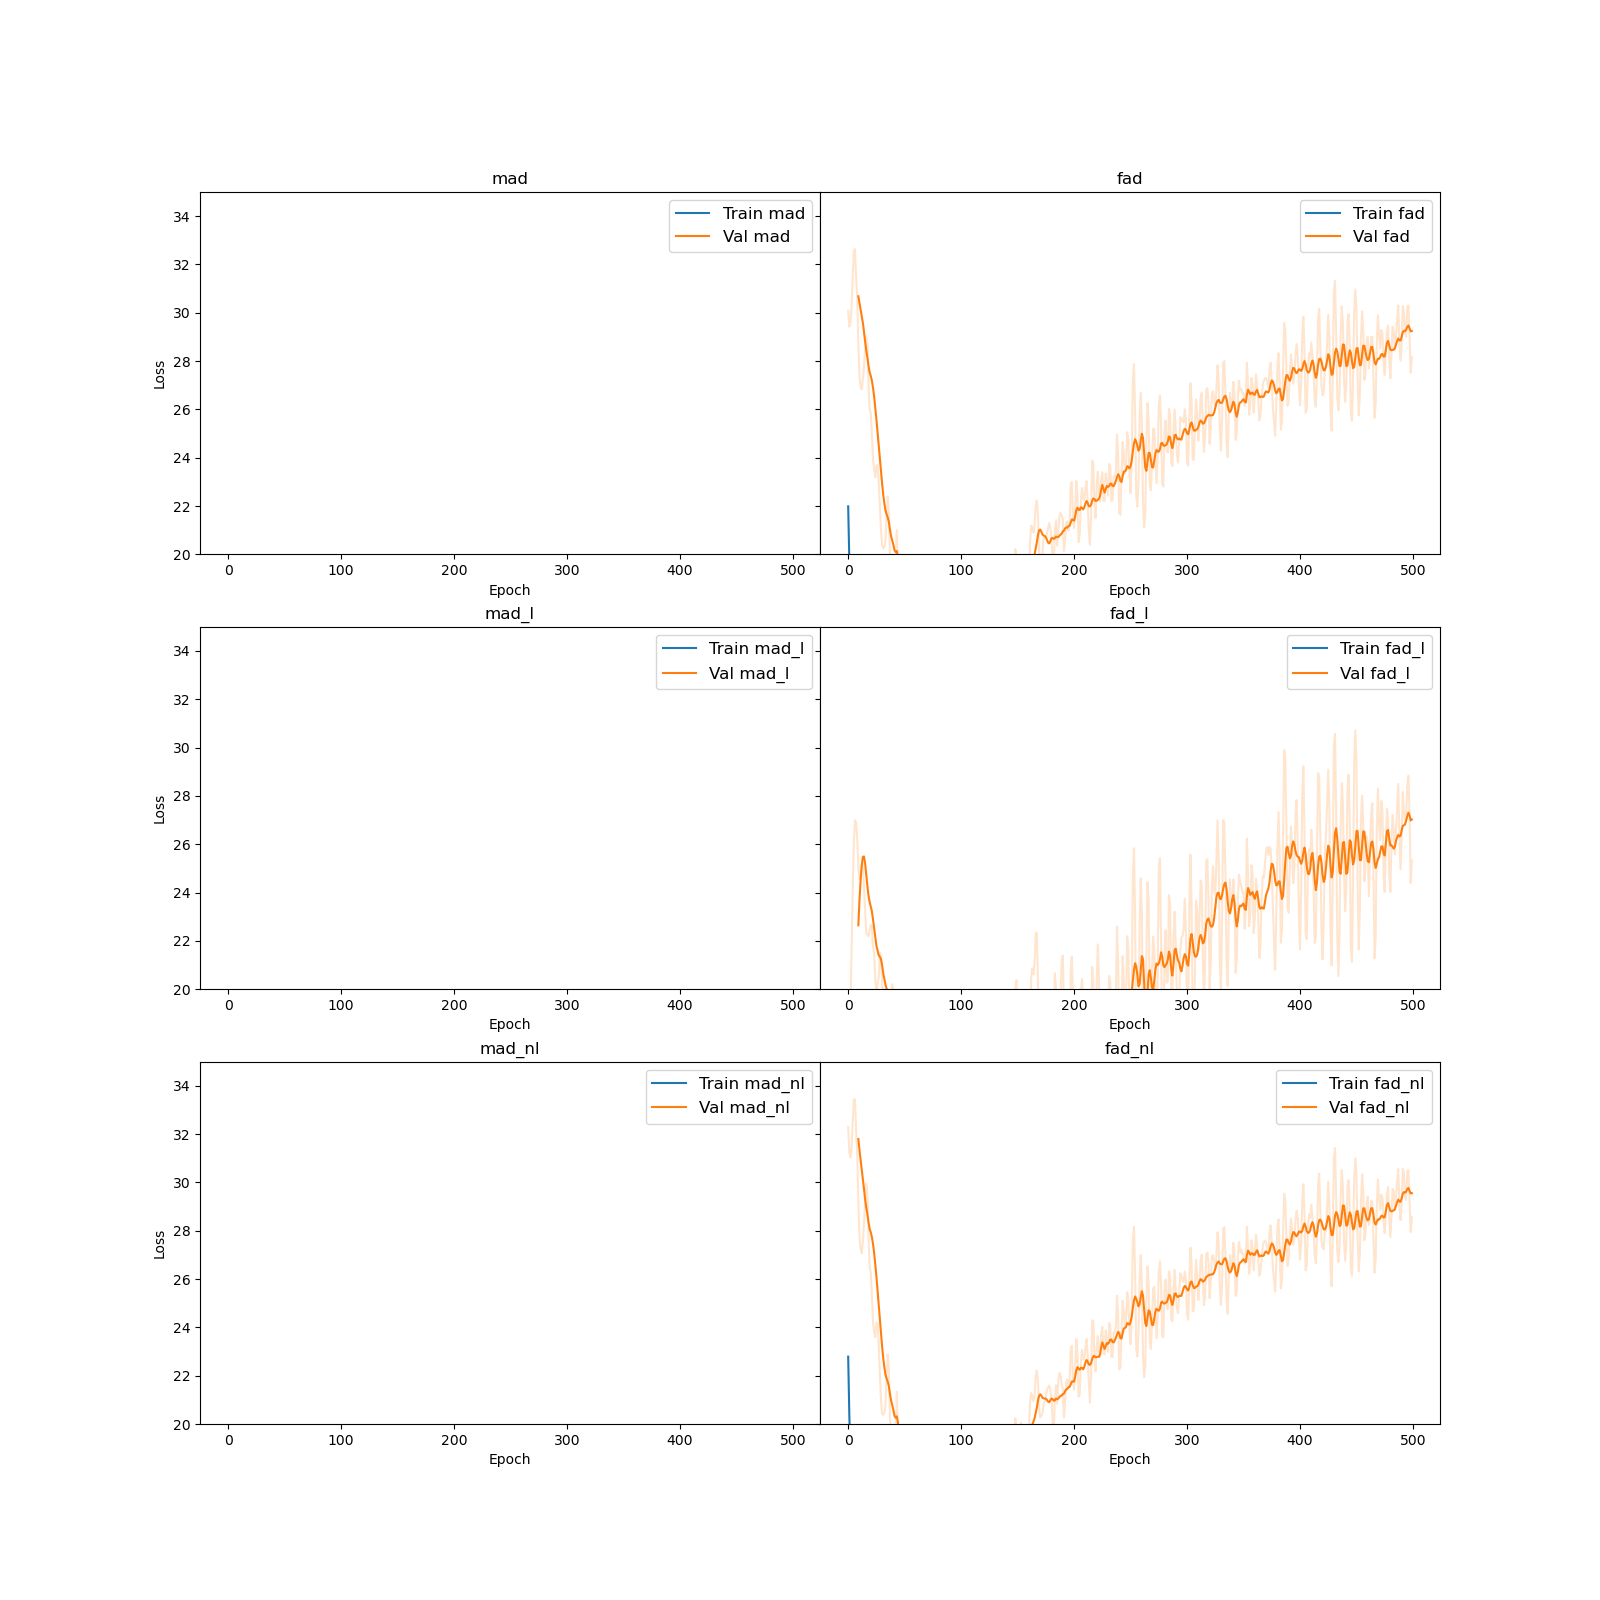 mad
34
32
30
28
26
24
22
20
Loss
Train mad
Val mad
0 100 200 300 400 500
Epoch
fad
Train fad
Val fad
0 100 200 300 400 500
Epoch
mad_l
34
32
30
28
26
24
22
20
Loss
Train mad_l
Val mad_l
0 100 200 300 400 500
Epoch
fad_l
Train fad_l
Val fad_l
0 100 200 300 400 500
Epoch
mad_nl
34
32
30
28
26
24
22
20
Loss
Train mad_nl
Val mad_nl
0 100 200 300 400 500
Epoch
fad_nl
Train fad_nl
Val fad_nl
0 100 200 300 400 500
Epoch